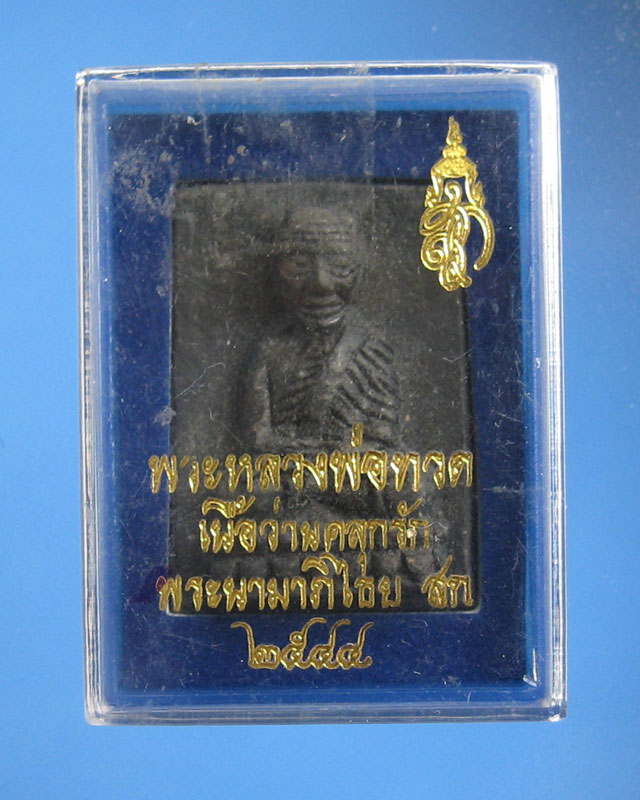 พระหลวงพ่อทวด
เนื้อว่านคลุกรัก
พระนามาภิไธย สก
๒๕๔๔